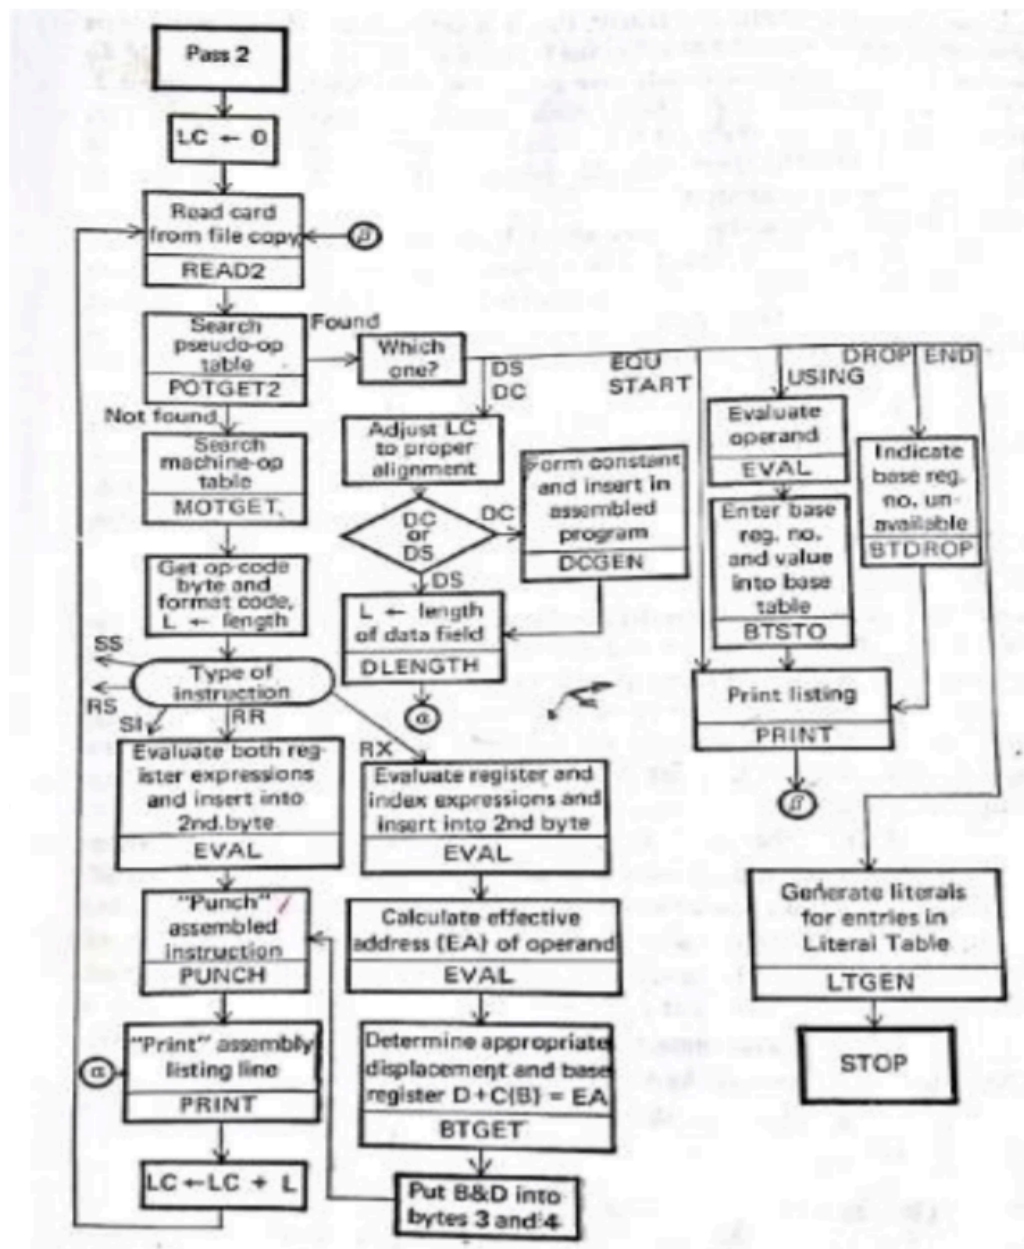 Pass 2
LC ← 0
Read card
from file copy
β
READ2
Search
pseudo-op
table
POTGET2
Found
Which
one?
DS
DC
EQU
START
USING
DROP
END
Not found
Search
machine-op
table
MOTGET
Get op-code
byte and
format code,
L ← length
Type of
instruction
SS
RS
SI
RR
RX
Adjust LC
to proper
alignment
DC
or
DS
DC
DS
Form constant
and insert in
assembled
program
DCGEN
L ← length
of data field
DLENGTH
α
Evaluate
operand
EVAL
Enter base
reg. no.
and value
into base
table
BTSTO
Indicate
base reg.
no. un-
available
BTDROP
Print listing
PRINT
β
Evaluate both reg-
ister expressions
and insert into
2nd.byte
EVAL
Evaluate register and
index expressions and
insert into 2nd byte
EVAL
"Punch"
assembled
instruction
PUNCH
Calculate effective
address (EA) of operand
EVAL
Generate literals
for entries in
Literal Table
LTGEN
STOP
α
"Print" assembly
listing line
PRINT
Determine appropriate
displacement and base
register D+C(B) = EA
BTGET
LC←LC + L
Put B&D into
bytes 3 and 4